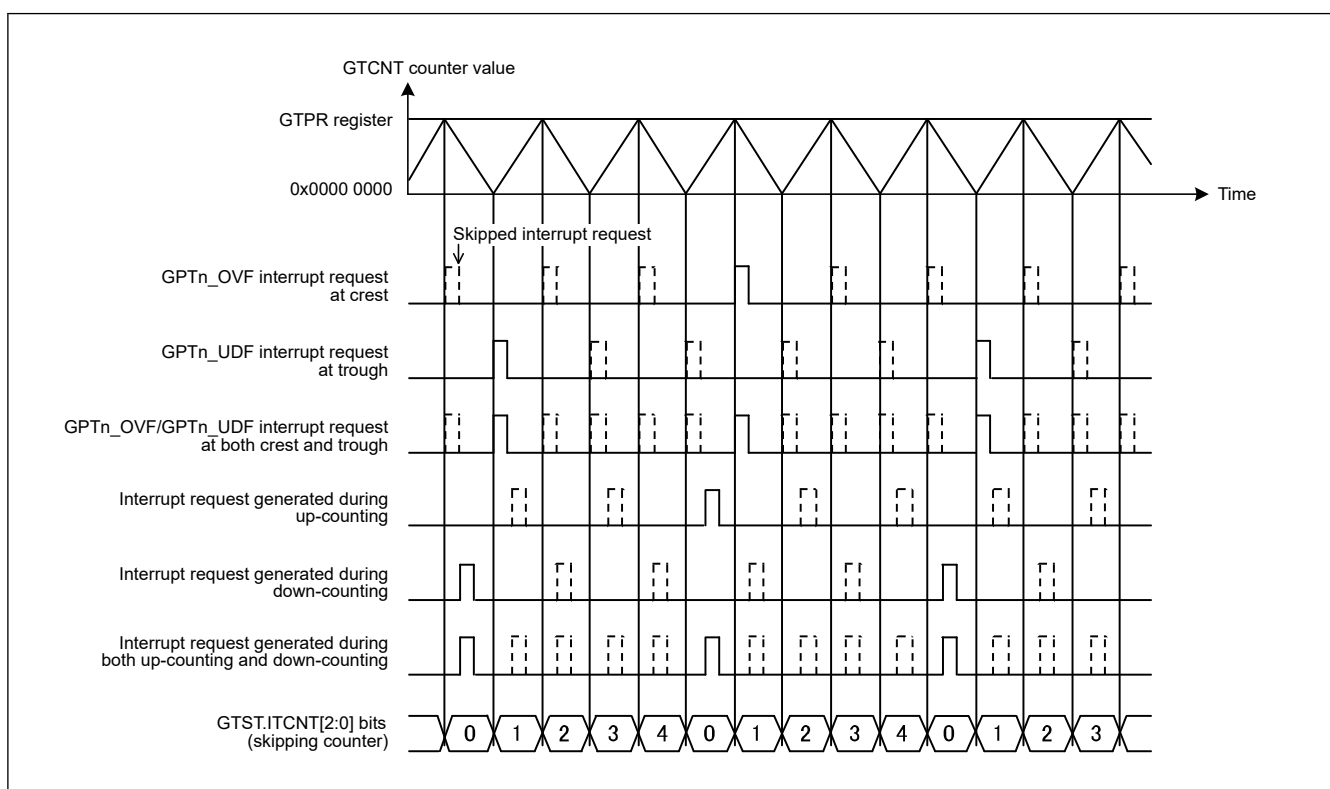 GTCNT counter value
GTPR register
0x0000 0000
Time
Skipped interrupt request
GPTn_OVF interrupt request
at crest
GPTn_UDF interrupt request
at trough
GPTn_OVF/GPTn_UDF interrupt request
at both crest and trough
Interrupt request generated during
up-counting
Interrupt request generated during
down-counting
Interrupt request generated during
both up-counting and down-counting
GTST.ITCNT[2:0] bits
(skipping counter)
0 1 2 3 4 0 1 2 3 4 0 1 2 3